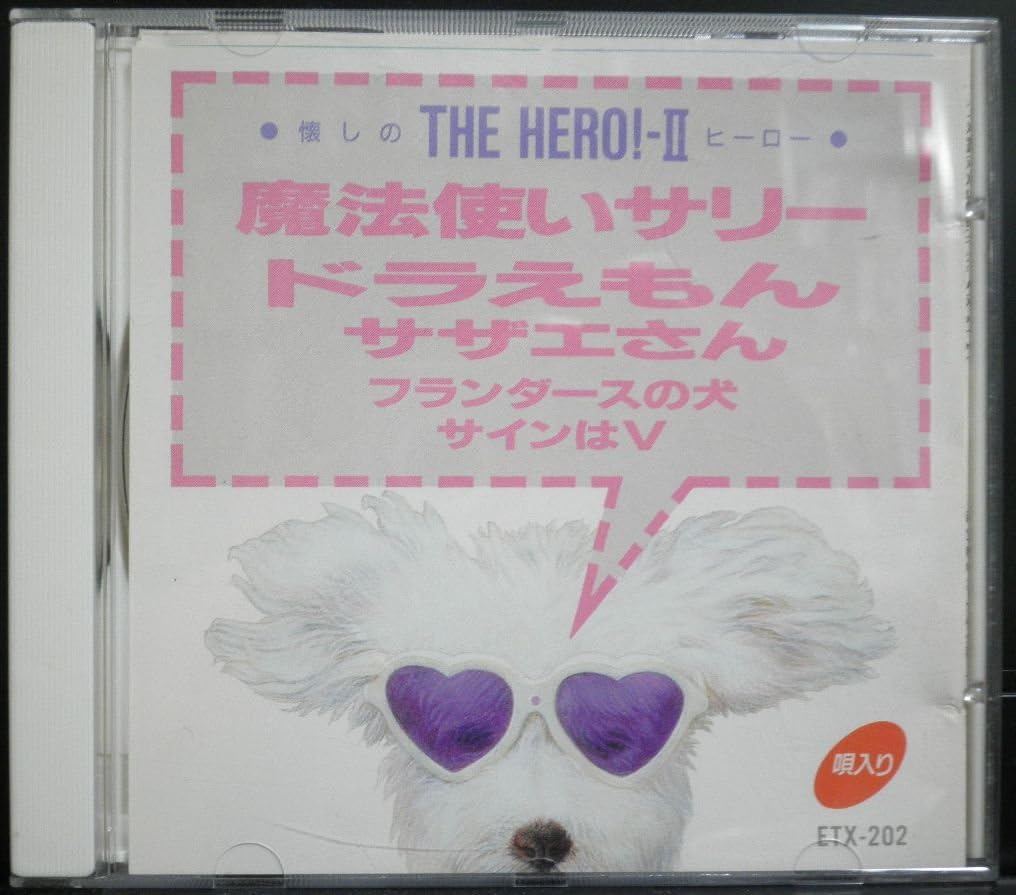 ● 懐しの THE HERO!-II ヒーロー ●
魔法使いサリー
ドラえもん
サザエさん
フランダースの犬
サインはV
唄入り
ETX-202